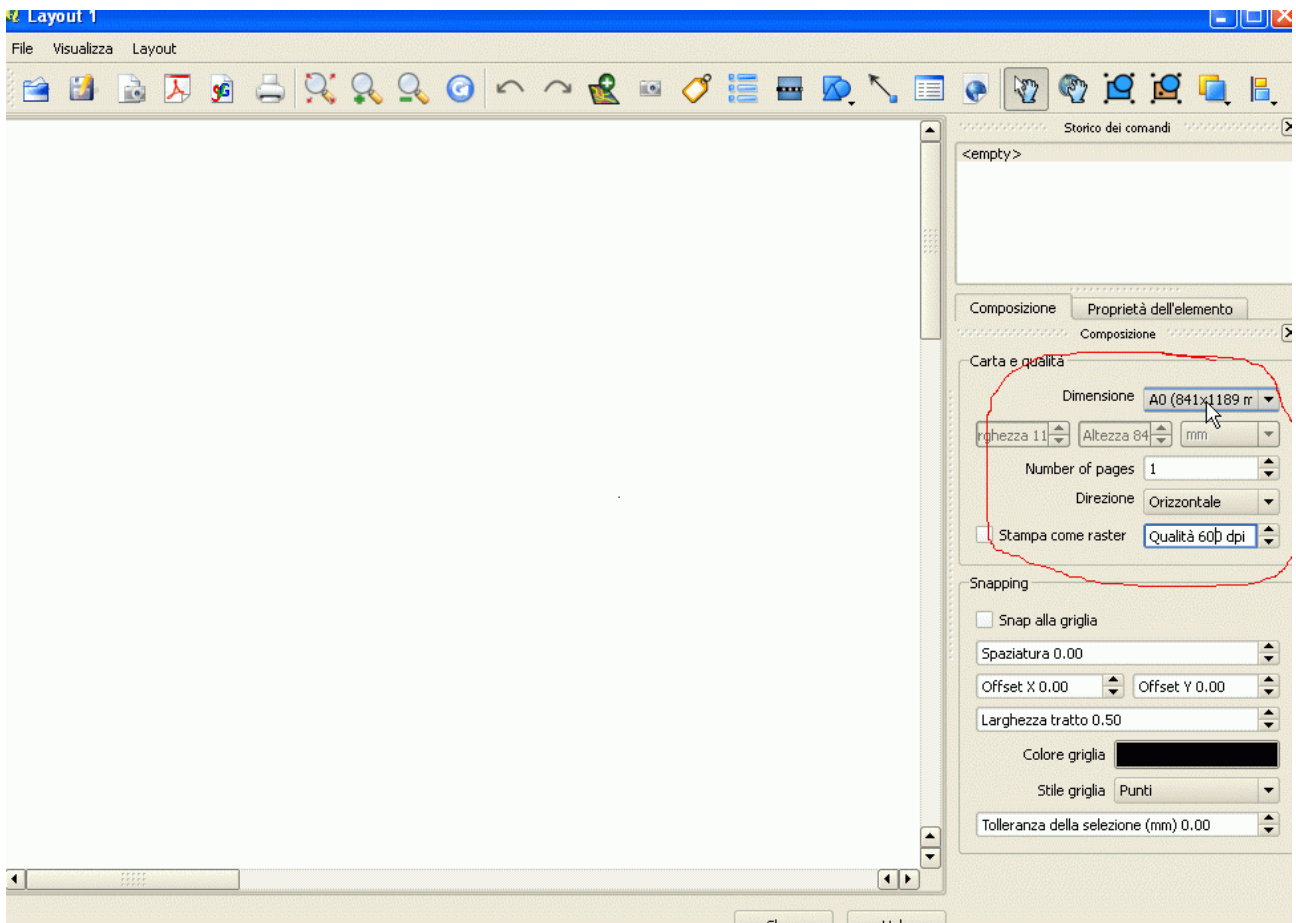 Layout 1
File Visualizza Layout
Storico dei comandi
<empty>
Composizione Proprietà dell'elemento
Composizione
Carta e qualità
Dimensione A0 (841x1189 m
rghezza 11 Altezza 84 mm
Number of pages 1
Direzione Orizzontale
Stampa come raster Qualità 600 dpi
Snapping
Snap alla griglia
Spaziatura 0.00
Offset X 0.00 Offset Y 0.00
Larghezza tratto 0.50
Colore griglia
Stile griglia Punti
Tolleranza della selezione (mm) 0.00